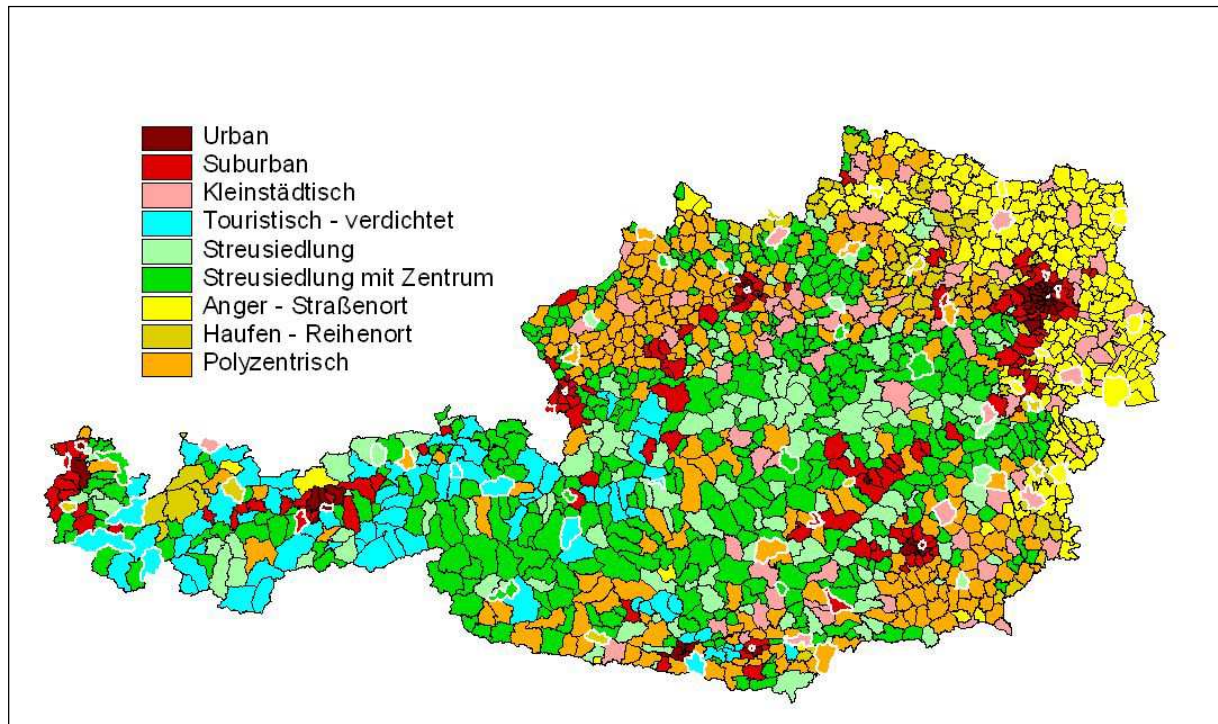 Urban
Suburban
Kleinstädtisch
Touristisch - verdichtet
Streusiedlung
Streusiedlung mit Zentrum
Anger - Straßenort
Haufen - Reihenort
Polyzentrisch